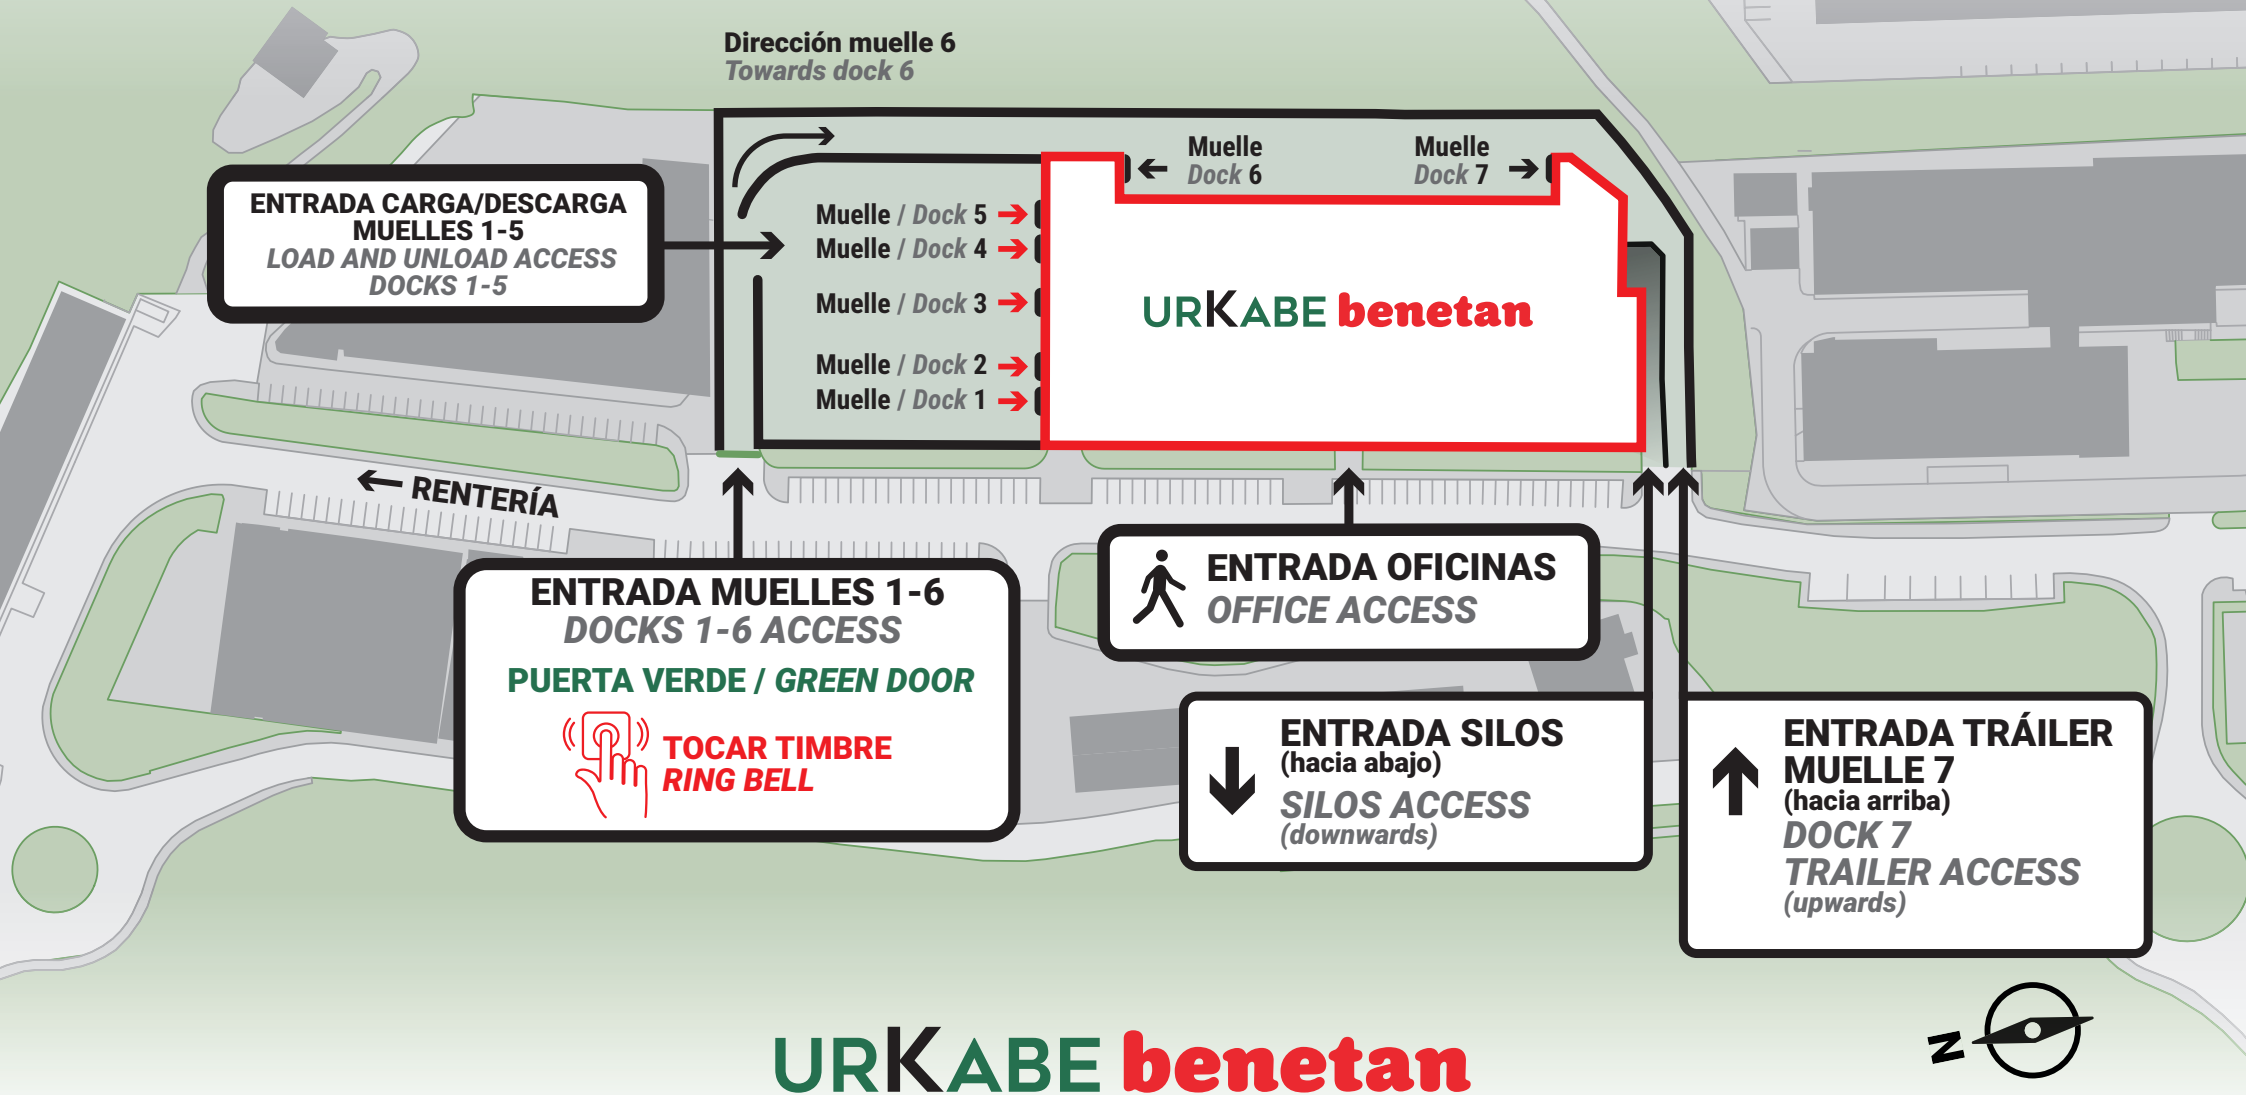 Dirección muelle 6
Towards dock 6
Muelle
Dock 6
Muelle
Dock 7
ENTRADA CARGA/DESCARGA
MUELLES 1-5
LOAD AND UNLOAD ACCESS
DOCKS 1-5
Muelle / Dock 5
Muelle / Dock 4
Muelle / Dock 3
Muelle / Dock 2
Muelle / Dock 1
URKABE benetan
RENTERÍA
ENTRADA MUELLES 1-6
DOCKS 1-6 ACCESS
PUERTA VERDE / GREEN DOOR
TOCAR TIMBRE
RING BELL
ENTRADA OFICINAS
OFFICE ACCESS
ENTRADA SILOS
(hacia abajo)
SILOS ACCESS
(downwards)
ENTRADA TRÁILER
MUELLE 7
(hacia arriba)
DOCK 7
TRAILER ACCESS
(upwards)
N
URKABE benetan